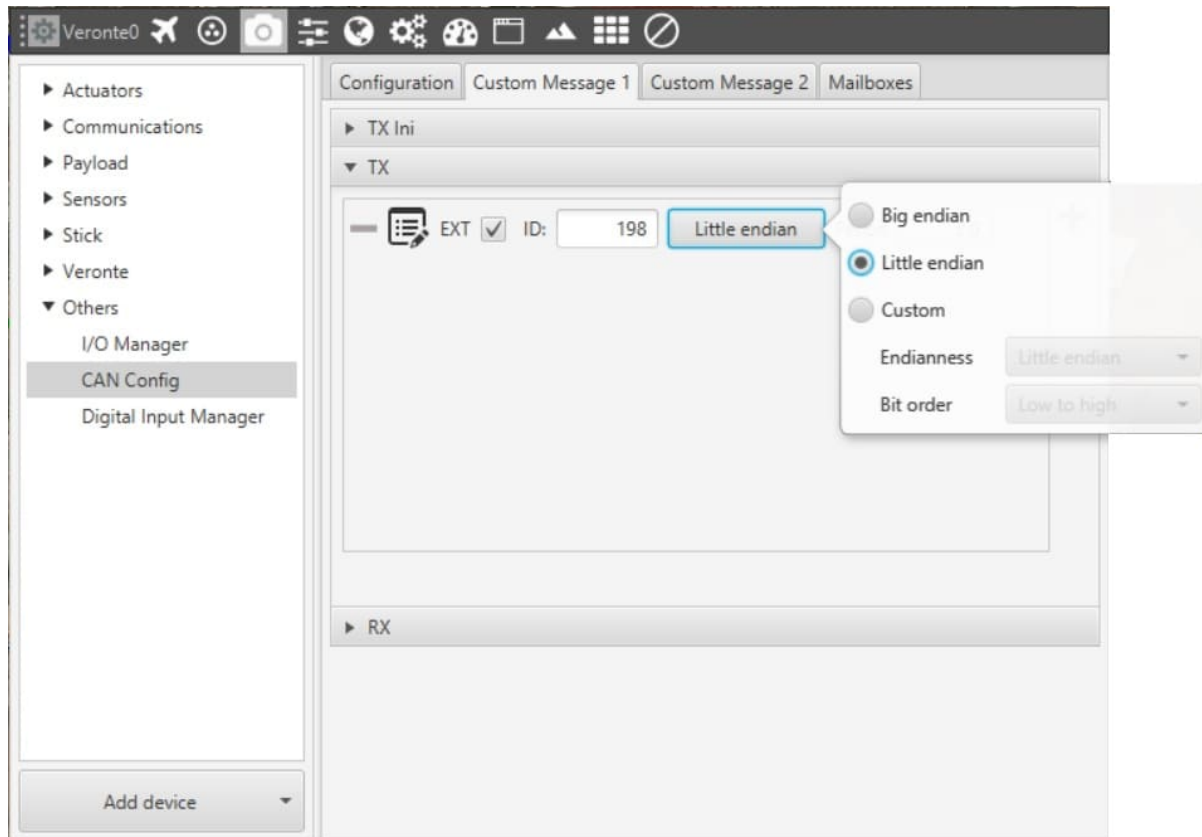 Veronte0
Actuators
Communications
Payload
Sensors
Stick
Veronte
Others
I/O Manager
CAN Config
Digital Input Manager
Add device
Configuration
Custom Message 1
Custom Message 2
Mailboxes
TX Ini
TX
EXT ID: 198 Little endian
Big endian
Little endian
Custom
Endianness Little endian
Bit order Low to high
RX